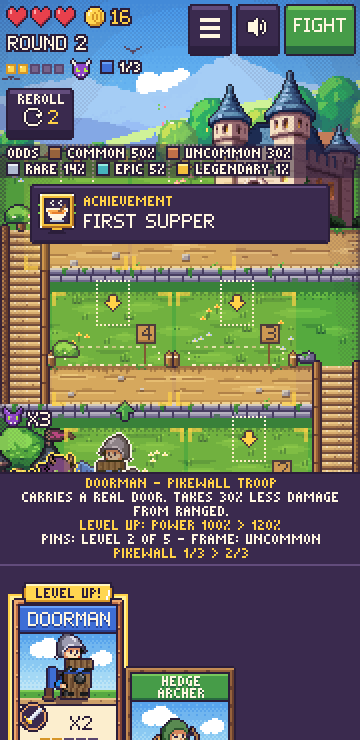 16
FIGHT
ROUND 2
1/3
REROLL
2
ODDS COMMON 50% UNCOMMON 30%
RARE 14% EPIC 5% LEGENDARY 1%
ACHIEVEMENT
FIRST SUPPER
4
3
X3
DOORMAN - PIKEWALL TROOP
CARRIES A REAL DOOR. TAKES 30% LESS DAMAGE
FROM RANGED.
LEVEL UP: POWER 100% > 120%
PINS: LEVEL 2 OF 5 - FRAME: UNCOMMON
PIKEWALL 1/3 > 2/3
LEVEL UP!
DOORMAN
X2
HEDGE
ARCHER